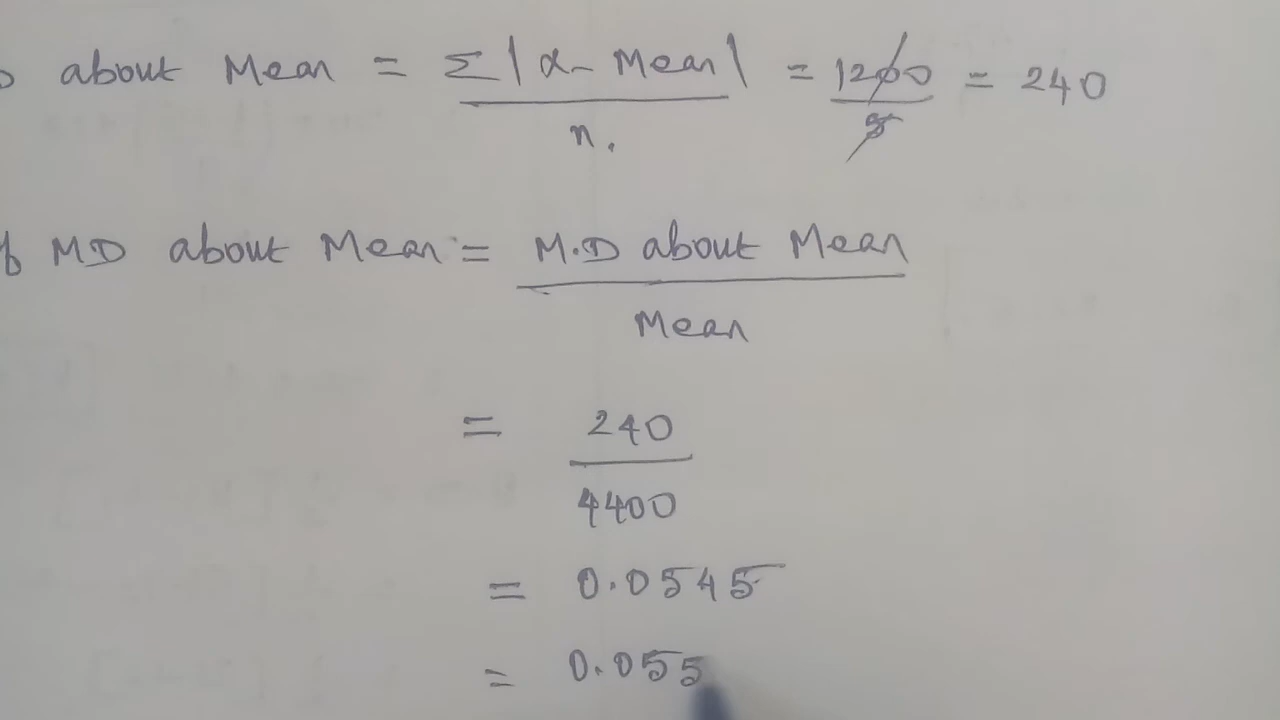 about Mean = Σ|x - Mean| / n. = 1200 / 5 = 240
MD about Mean = M.D about Mean / Mean
= 240 / 4400
= 0.0545
= 0.055